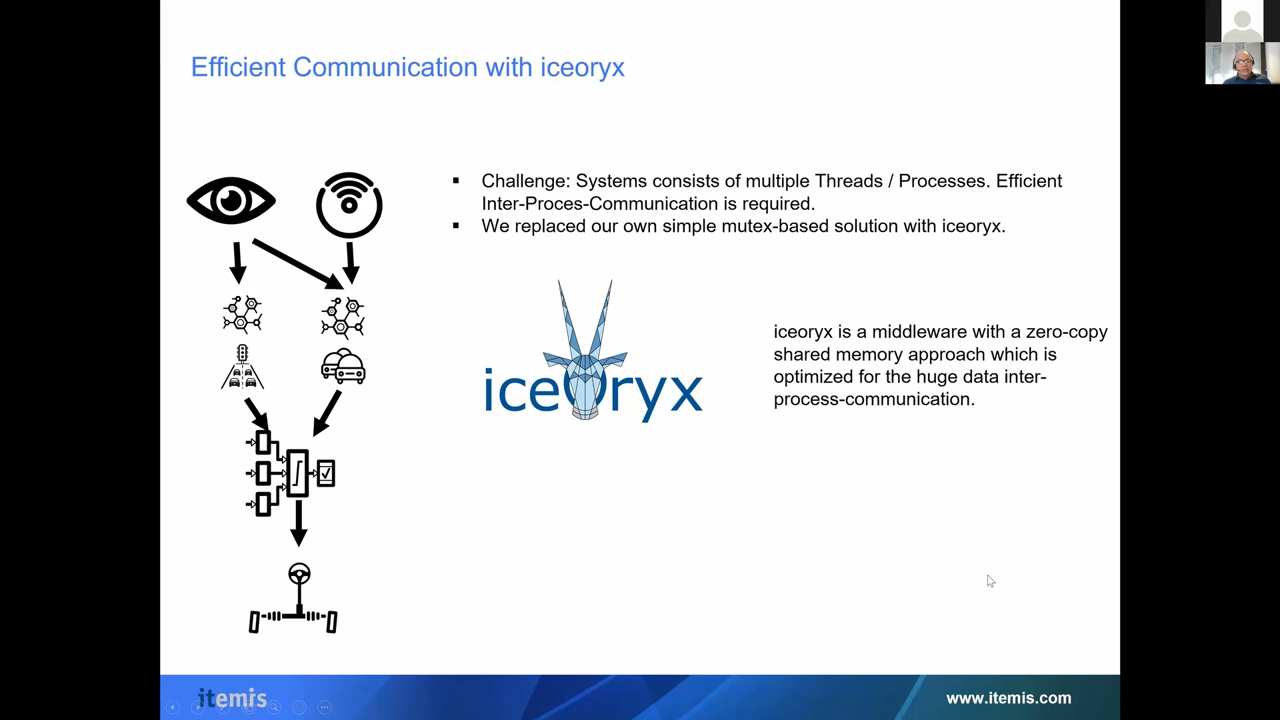 Efficient Communication with iceoryx
▪ Challenge: Systems consists of multiple Threads / Processes. Efficient
Inter-Proces-Communication is required.
▪ We replaced our own simple mutex-based solution with iceoryx.
iceoryx
iceoryx is a middleware with a zero-copy
shared memory approach which is
optimized for the huge data inter-
process-communication.
itemis
www.itemis.com